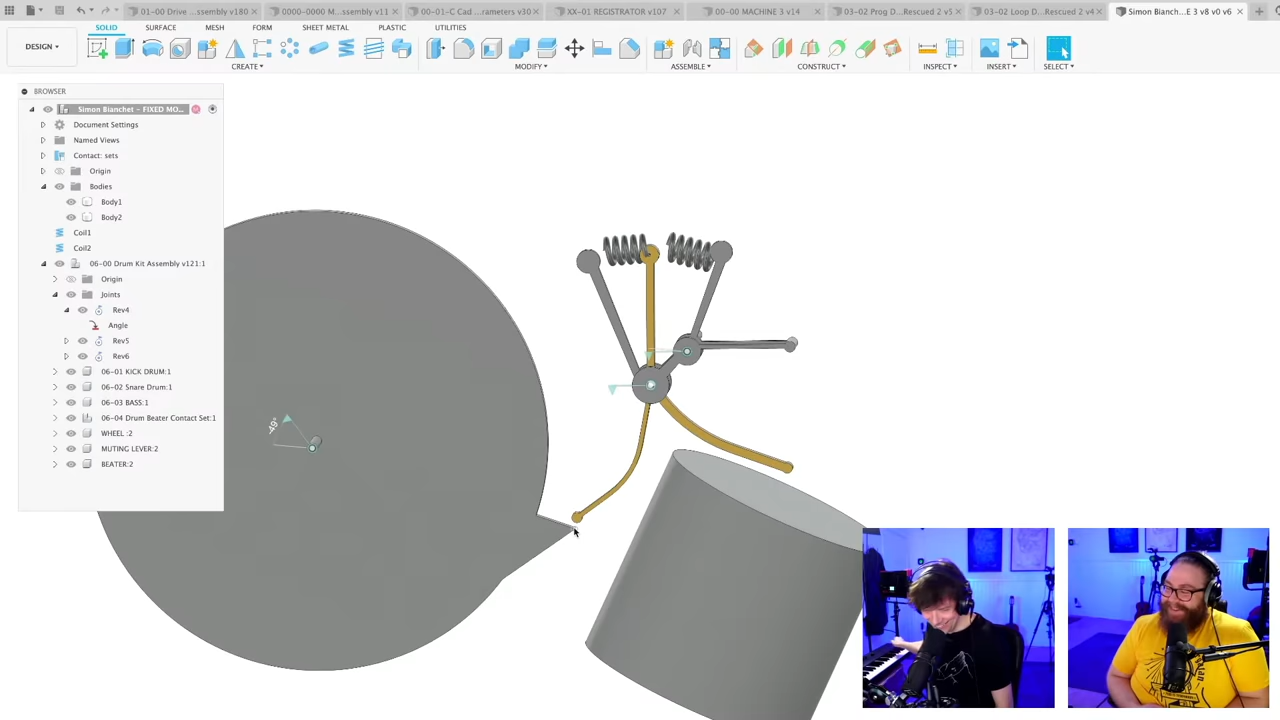 01-00 Drive ...ssembly v180
0000-0000 M...ssembly v11
00-01-C Cad ...rameters v30
XX-01 REGISTRATOR v107
00-00 MACHINE 3 v14
03-02 Prog D...Rescued 2 v5
03-02 Loop D...Rescued 2 v4
Simon Bianch...E 3 v8 v0 v6
SOLID
SURFACE
MESH
FORM
SHEET METAL
PLASTIC
UTILITIES
DESIGN
CREATE
MODIFY
ASSEMBLE
CONSTRUCT
INSPECT
INSERT
SELECT
BROWSER
Simon Bianchet - FIXED MO...
Document Settings
Named Views
Contact: sets
Origin
Bodies
Body1
Body2
Coil1
Coil2
06-00 Drum Kit Assembly v121:1
Origin
Joints
Rev4
Angle
Rev5
Rev6
06-01 KICK DRUM:1
06-02 Snare Drum:1
06-03 BASS:1
06-04 Drum Beater Contact Set:1
WHEEL :2
MUTING LEVER:2
BEATER:2
-49°